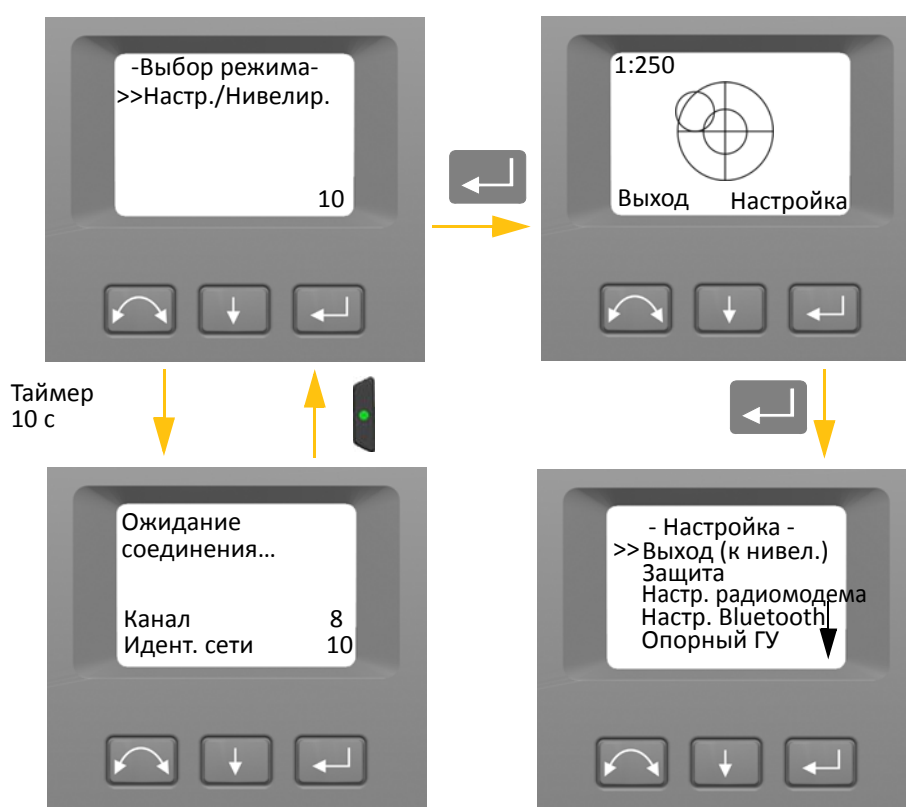 -Выбор режима-
>>Настр./Нивелир.
10
1:250
Выход Настройка
Таймер
10 с
Ожидание
соединения...
Канал 8
Идент. сети 10
- Настройка -
>>Выход (к нивел.)
Защита
Настр. радиомодема
Настр. Bluetooth
Опорный ГУ